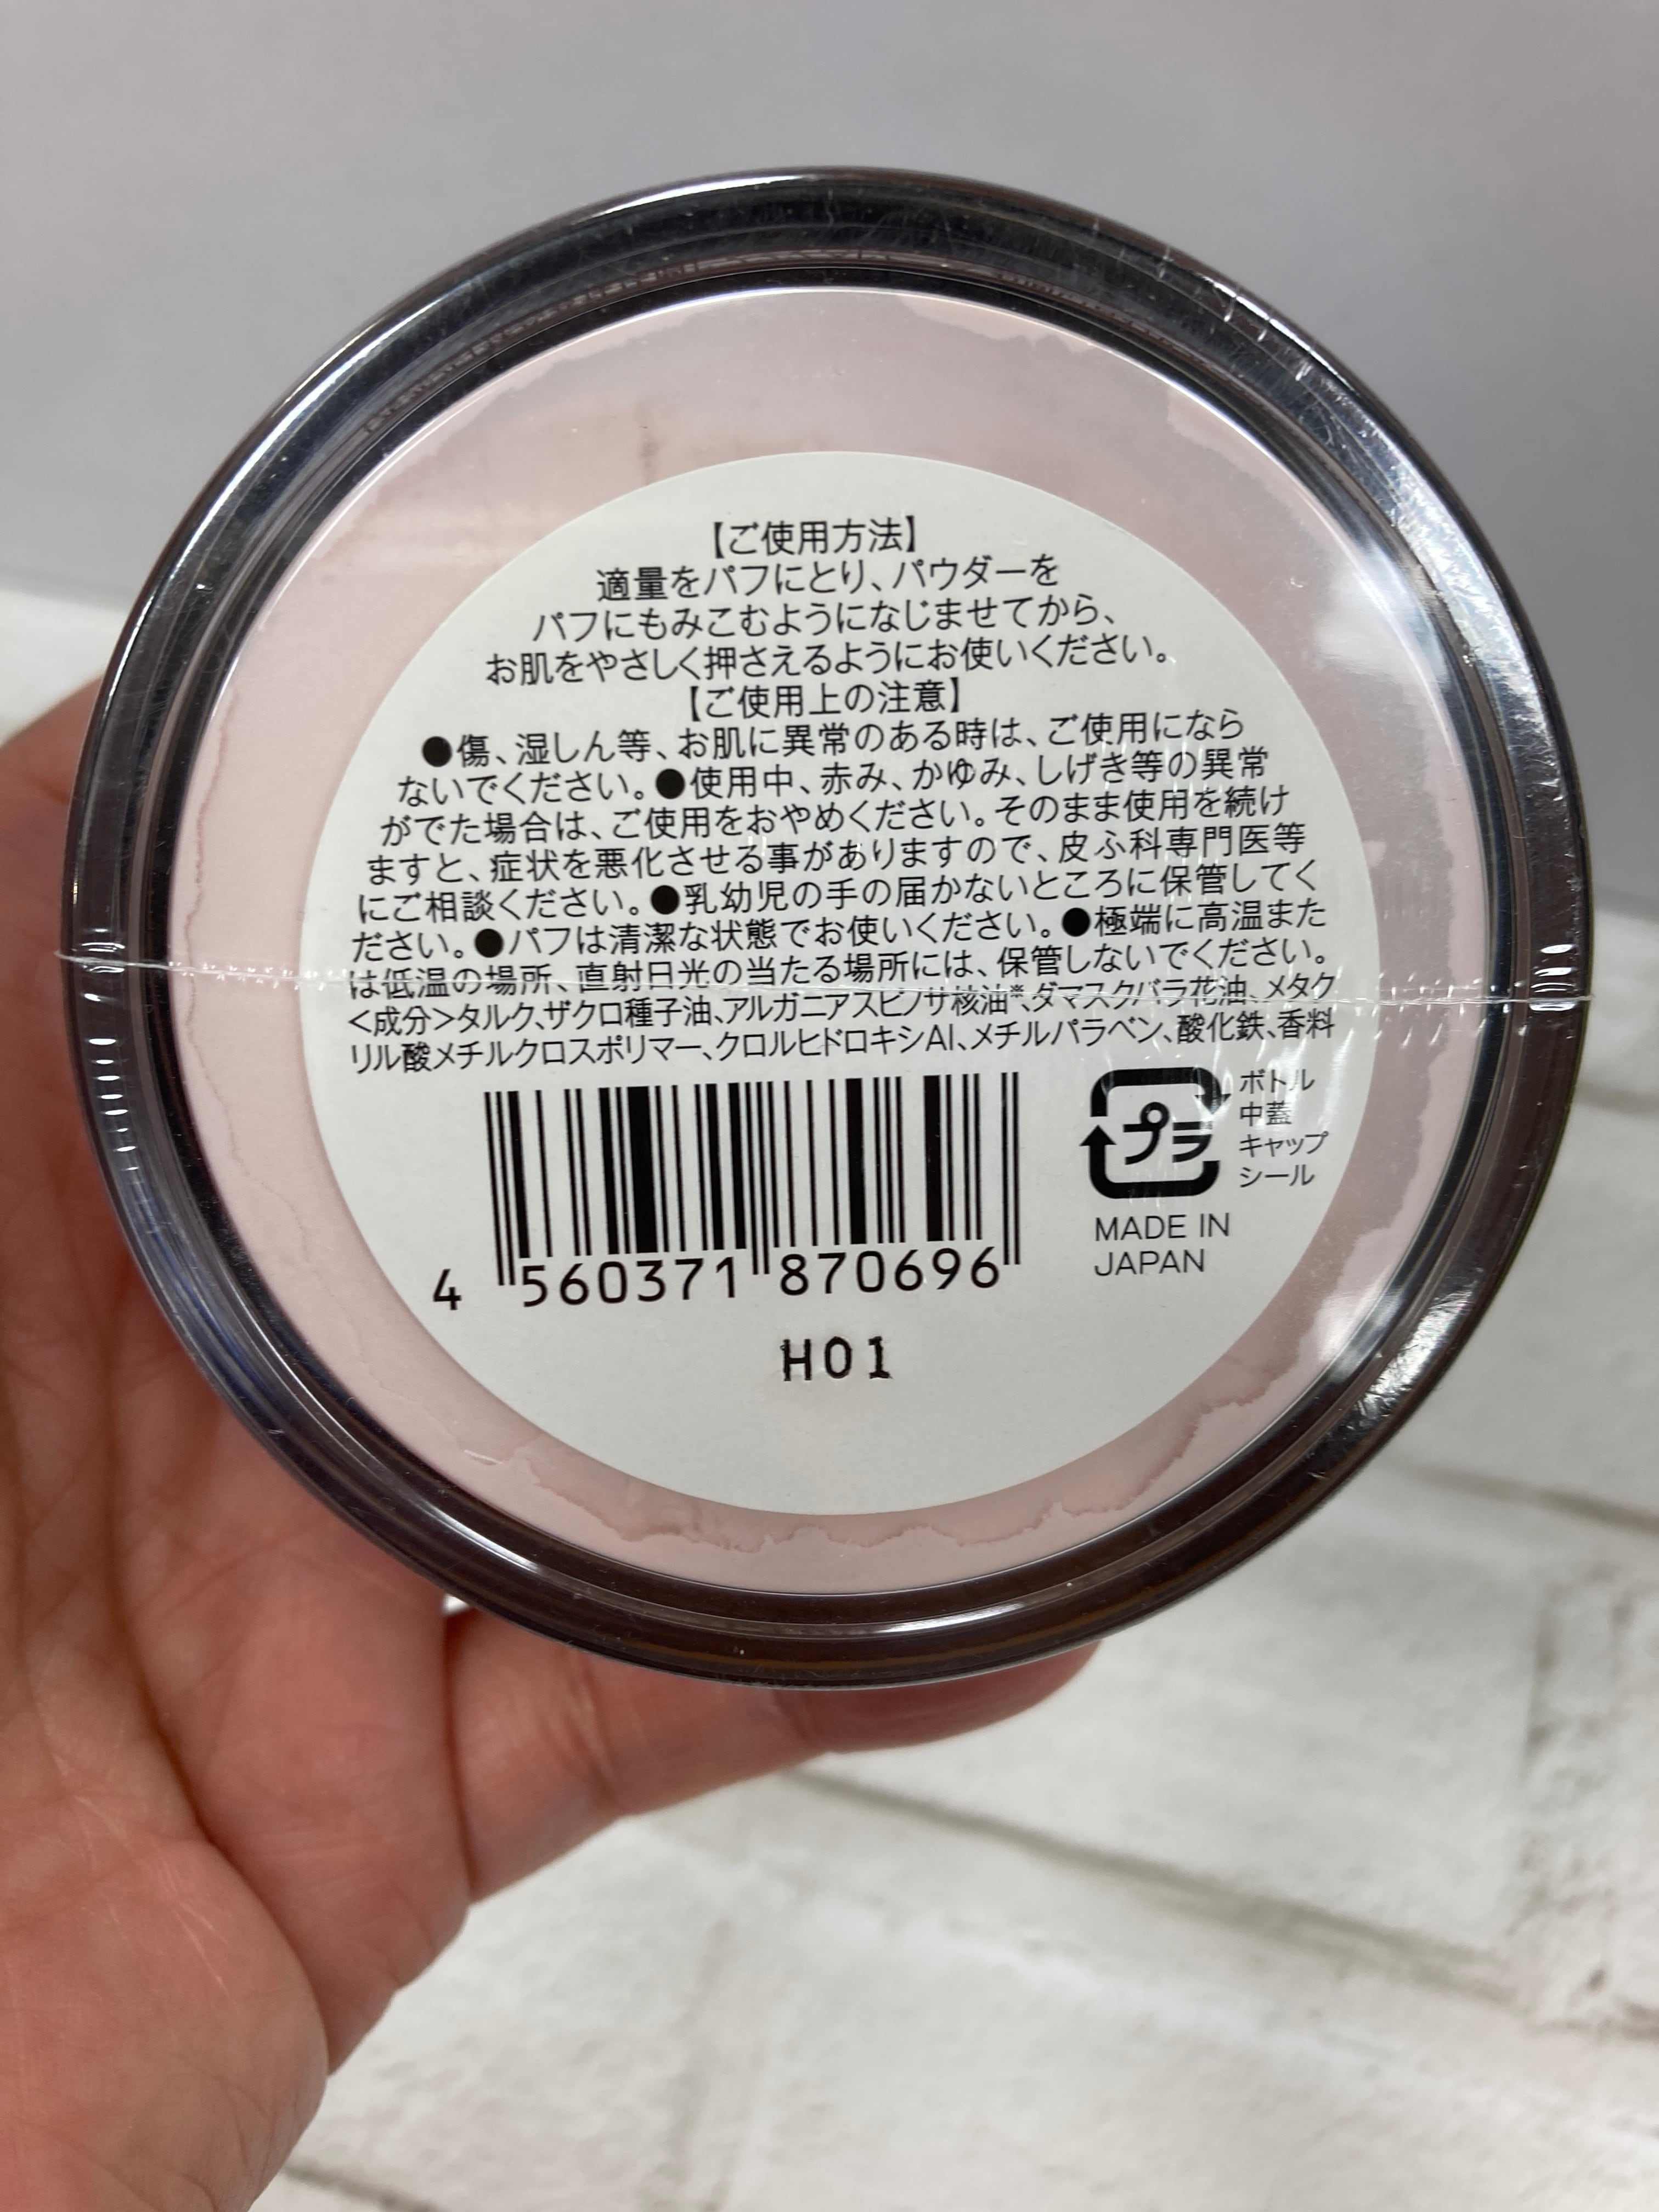 【ご使用方法】
適量をパフにとり、パウダーを
パフにもみこむようになじませてから、
お肌をやさしく押さえるようにお使いください。
【ご使用上の注意】
●傷、湿しん等、お肌に異常のある時は、ご使用になら
ないでください。●使用中、赤み、かゆみ、しげき等の異常
がでた場合は、ご使用をおやめください。そのまま使用を続け
ますと、症状を悪化させる事がありますので、皮ふ科専門医等
にご相談ください。●乳幼児の手の届かないところに保管してく
ださい。●パフは清潔な状態でお使いください。●極端に高温また
は低温の場所、直射日光の当たる場所には、保管しないでください。
<成分>タルク、ザクロ種子油、アルガニアスピノサ核油※、ダマスクバラ花油、メタク
リル酸メチルクロスポリマー、クロルヒドロキシAl、メチルパラベン、酸化鉄、香料
プラ
ボトル
中蓋
キャップ
シール
MADE IN
JAPAN
4 560371 870696
H01